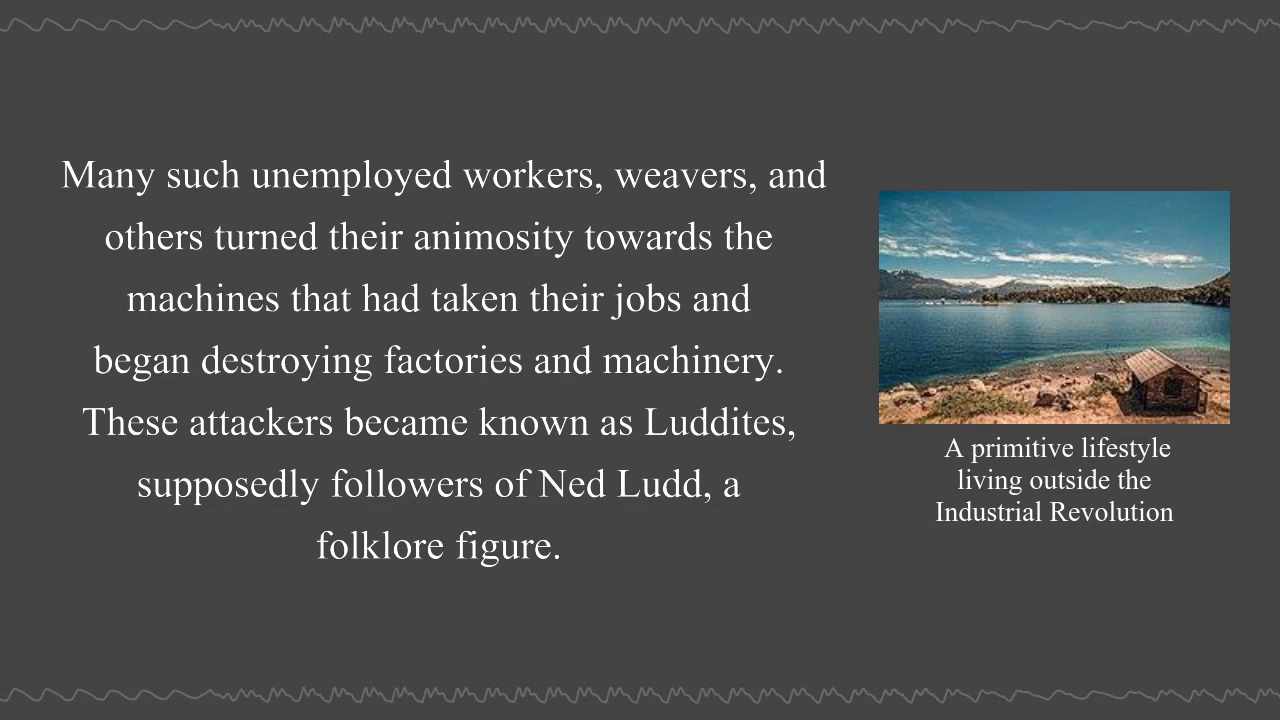 Many such unemployed workers, weavers, and
others turned their animosity towards the
machines that had taken their jobs and
began destroying factories and machinery.
These attackers became known as Luddites,
supposedly followers of Ned Ludd, a
folklore figure.
A primitive lifestyle
living outside the
Industrial Revolution